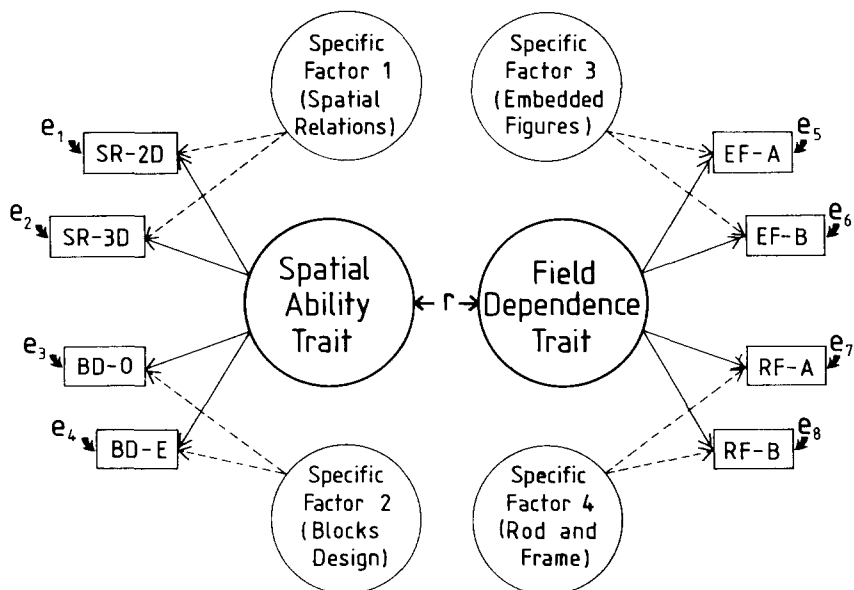 Specific
Factor 1
(Spatial
Relations)
Specific
Factor 3
(Embedded
Figures)
e1
SR-2D
e2
SR-3D
e5
EF-A
e6
EF-B
Spatial
Ability
Trait
r
Field
Dependence
Trait
e3
BD-O
e4
BD-E
e7
RF-A
e8
RF-B
Specific
Factor 2
(Blocks
Design)
Specific
Factor 4
(Rod and
Frame)